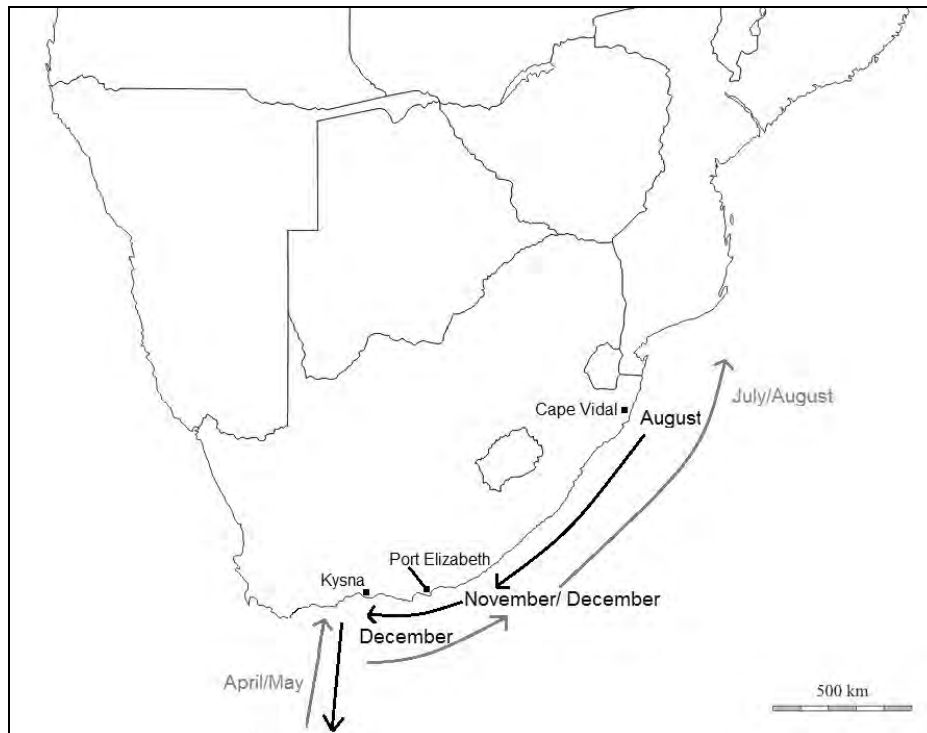 Cape Vidal
August
July/August
Port Elizabeth
Kysna
November/ December
December
April/May
500 km